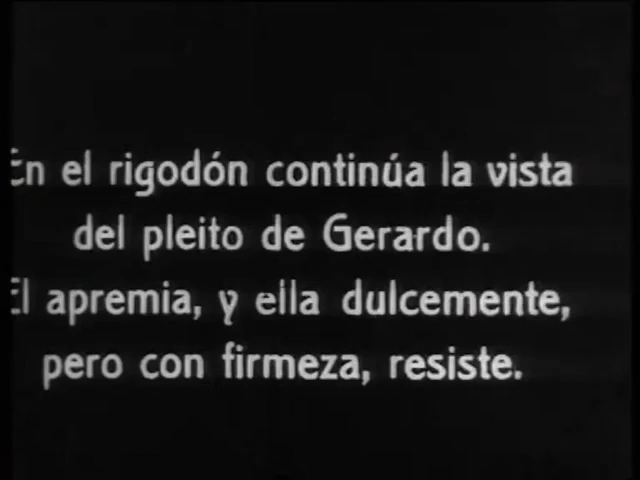 En el rigodón continúa la vista
del pleito de Gerardo.
El apremia, y ella dulcemente,
pero con firmeza, resiste.